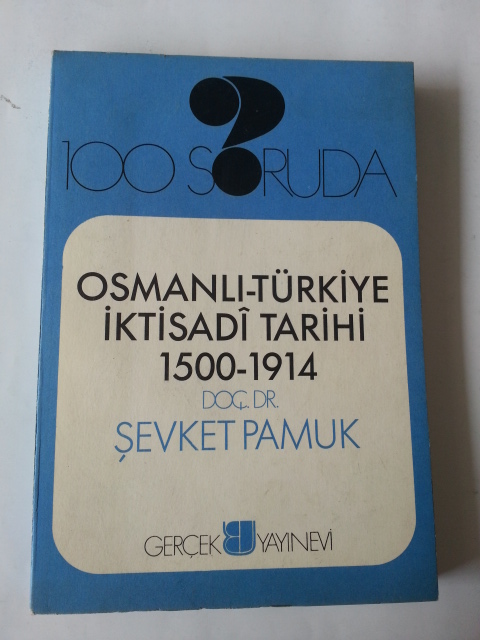 100 SORUDA
OSMANLI-TÜRKİYE
İKTİSADÎ TARİHİ
1500-1914
DOÇ. DR.
ŞEVKET PAMUK
GERÇEK YAYINEVİ